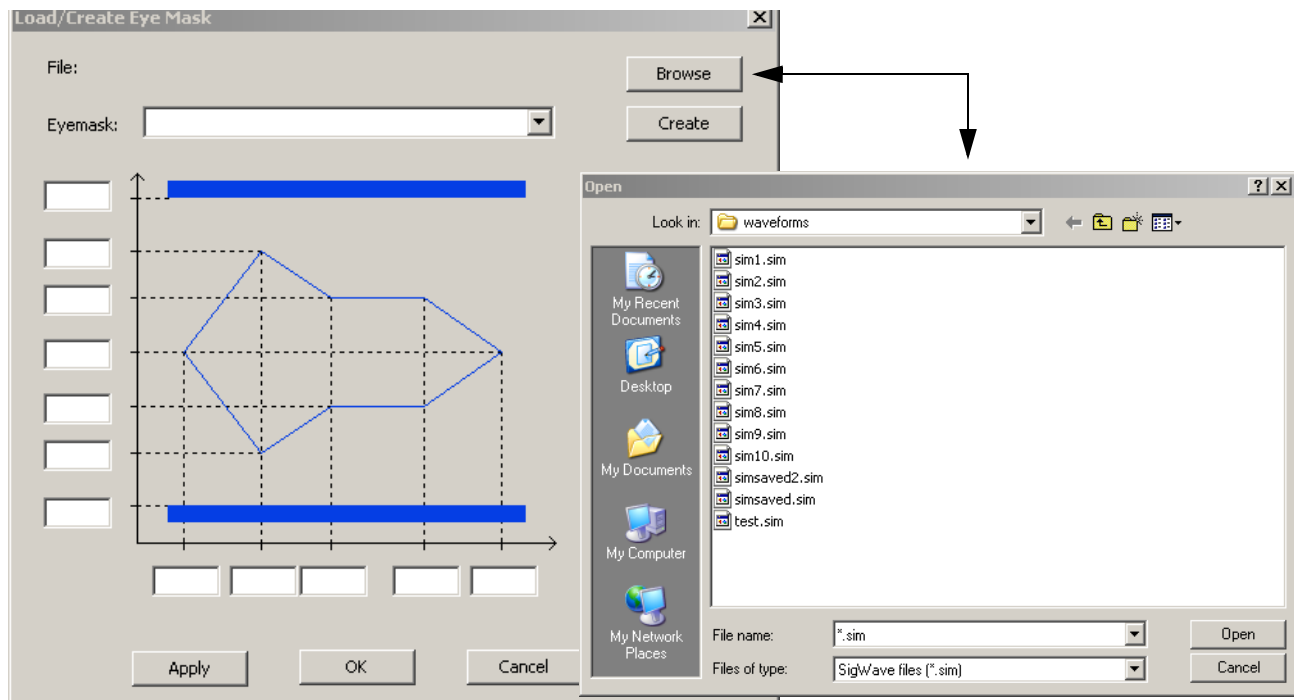 Load/Create Eye Mask
File:
Browse
Eyemask:
Create
Apply
OK
Cancel
Open
Look in:
waveforms
My Recent
Documents
Desktop
My Documents
My Computer
My Network
Places
sim1.sim
sim2.sim
sim3.sim
sim4.sim
sim5.sim
sim6.sim
sim7.sim
sim8.sim
sim9.sim
sim10.sim
simsaved2.sim
simsaved.sim
test.sim
File name:
*.sim
Open
Files of type:
SigWave files (*.sim)
Cancel